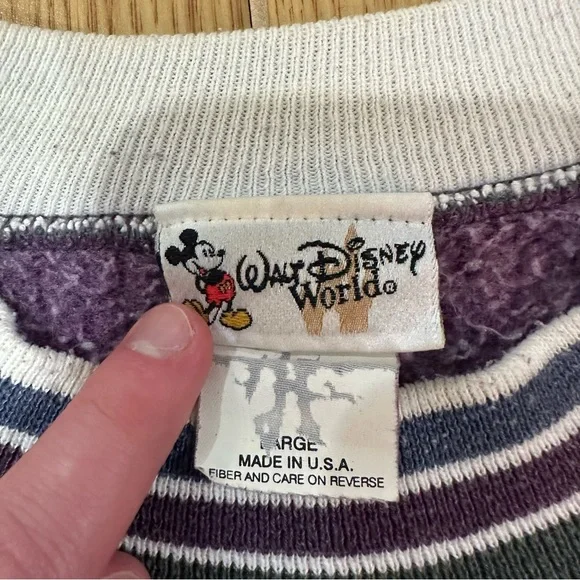 Walt Disney
World®
LARGE
MADE IN U.S.A.
FIBER AND CARE ON REVERSE